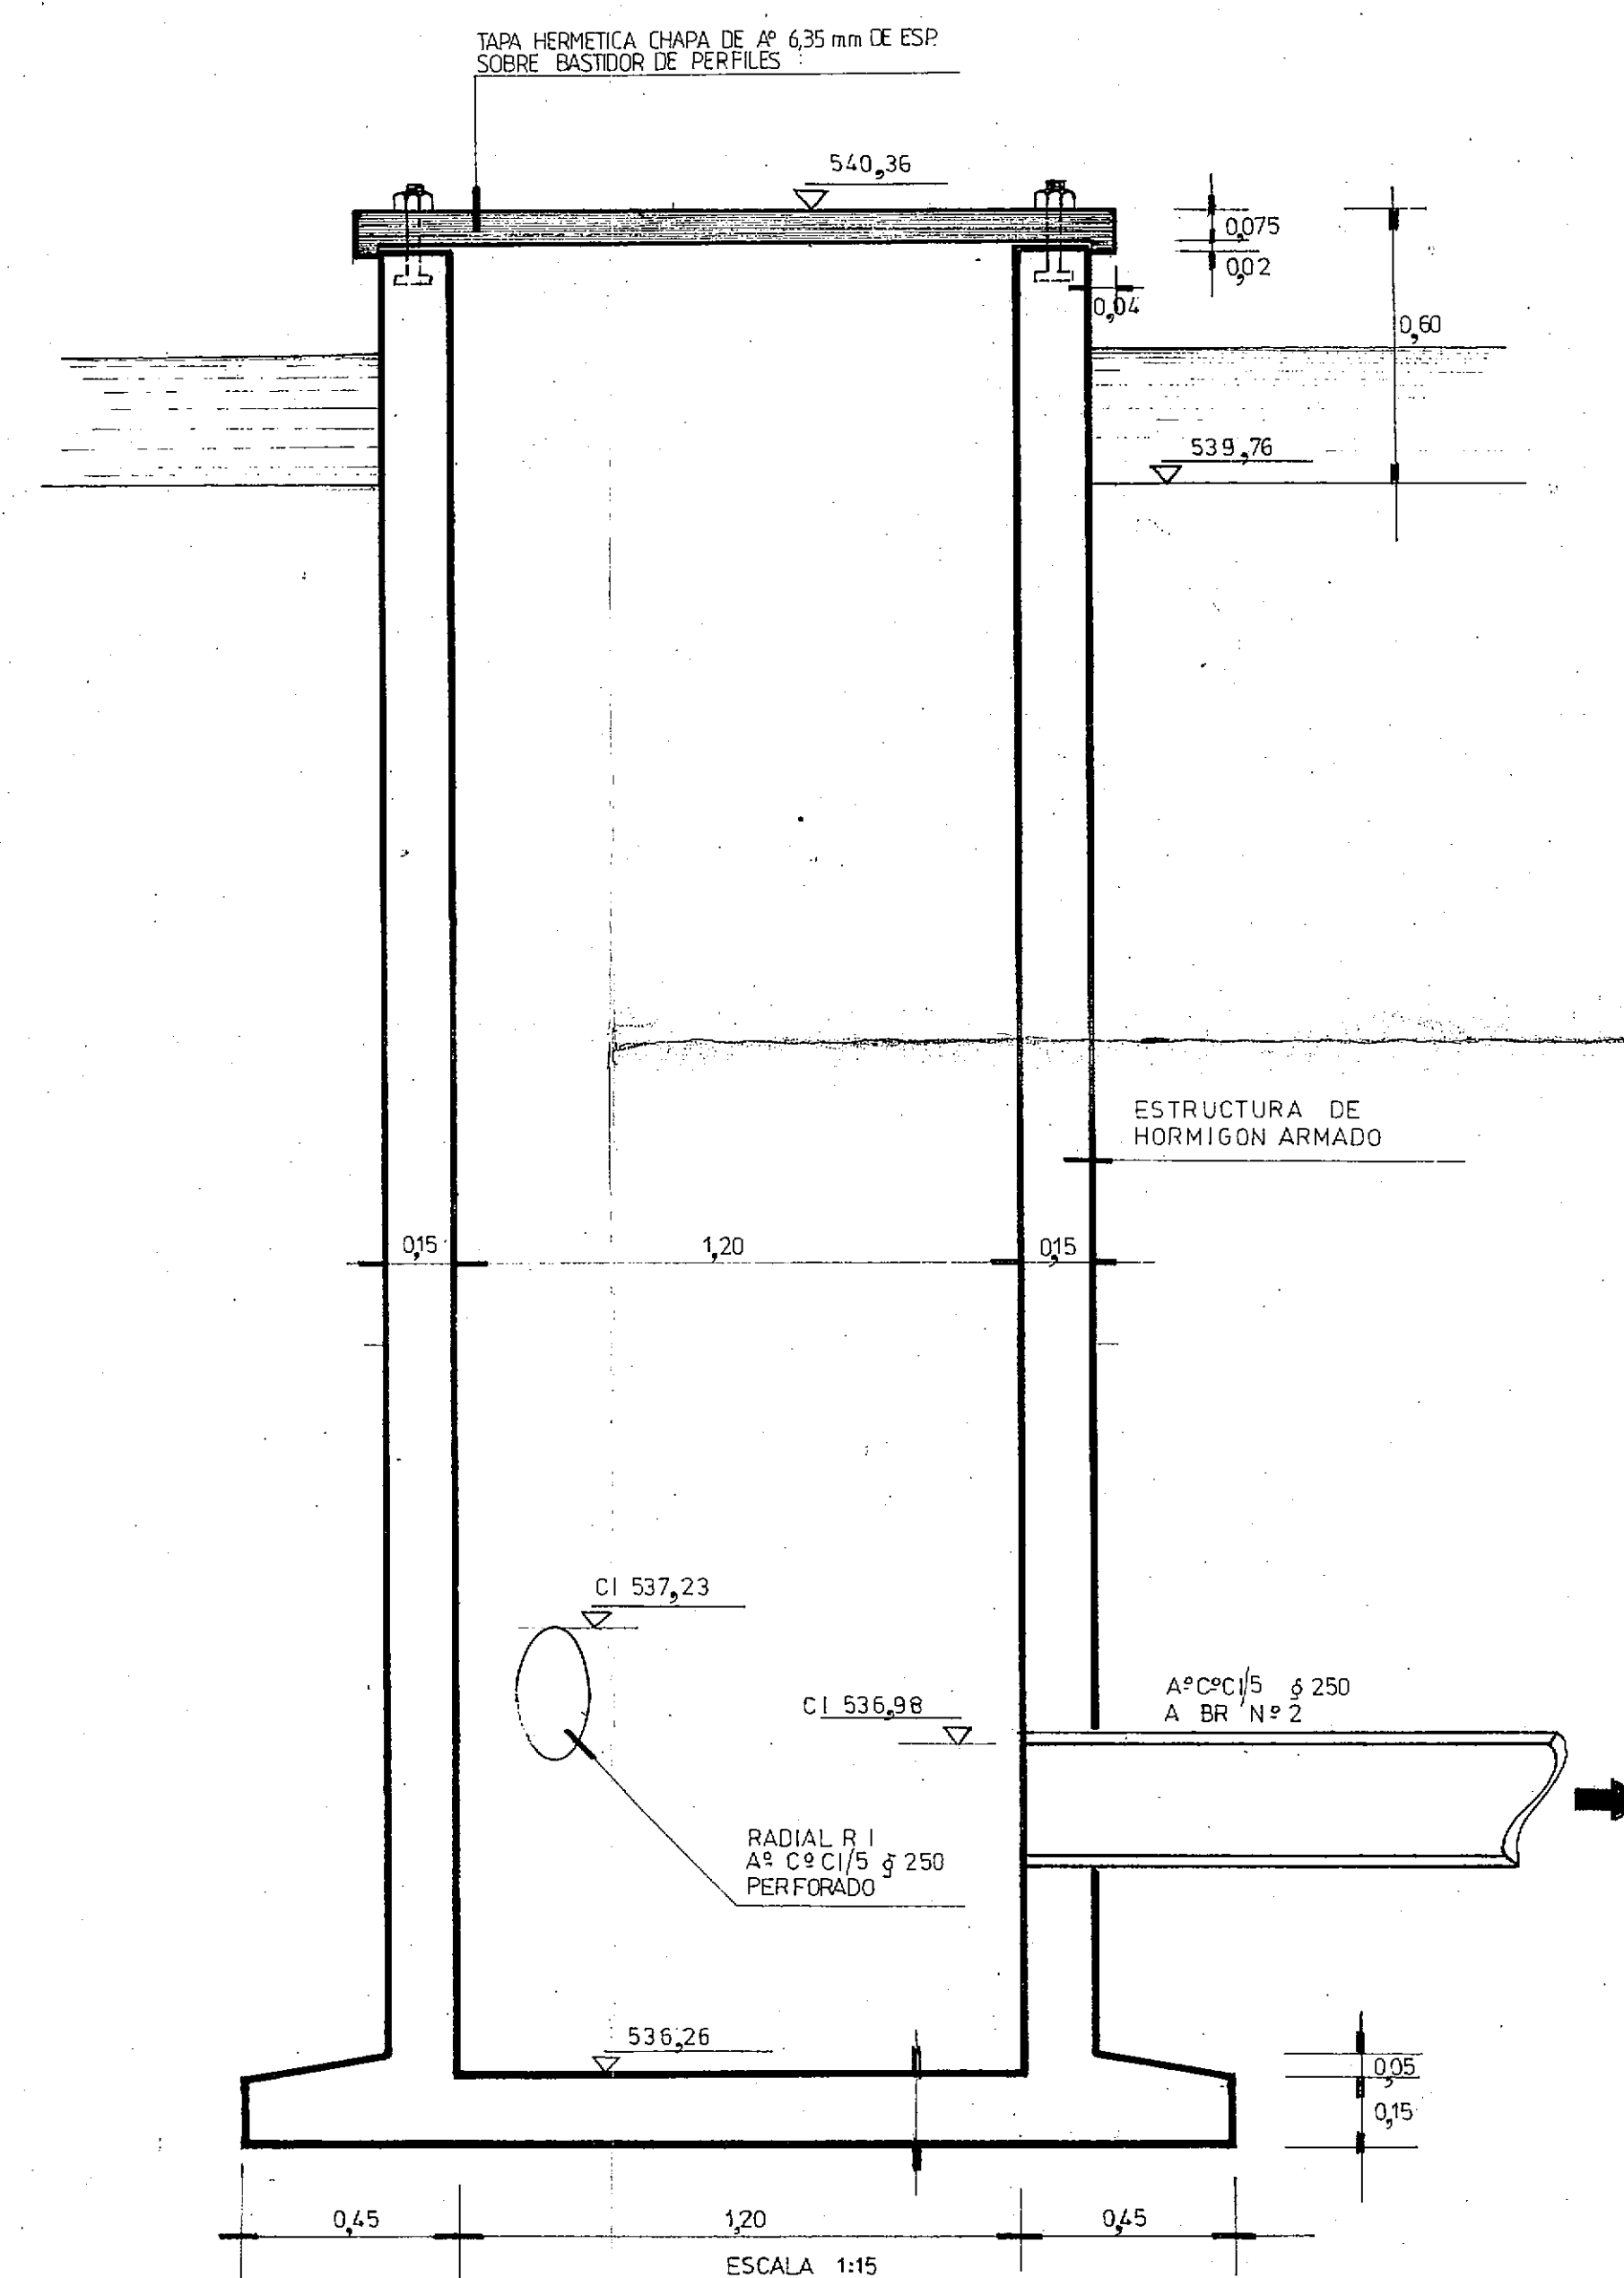 TAPA HERMETICA CHAPA DE Aº 6,35 mm DE ESP.
SOBRE BASTIDOR DE PERFILES
540,36
0,075
0,02
0,04
0,60
539,76
ESTRUCTURA DE
HORMIGON ARMADO
0,15
1,20
0,15
CI 537,23
CI 536,98
AºCºCl/5 ϕ 250
A BR Nº 2
RADIAL R I
Aº Cº Cl/5 ϕ 250
PERFORADO
536,26
0,05
0,15
0,45
1,20
0,45
ESCALA 1:15